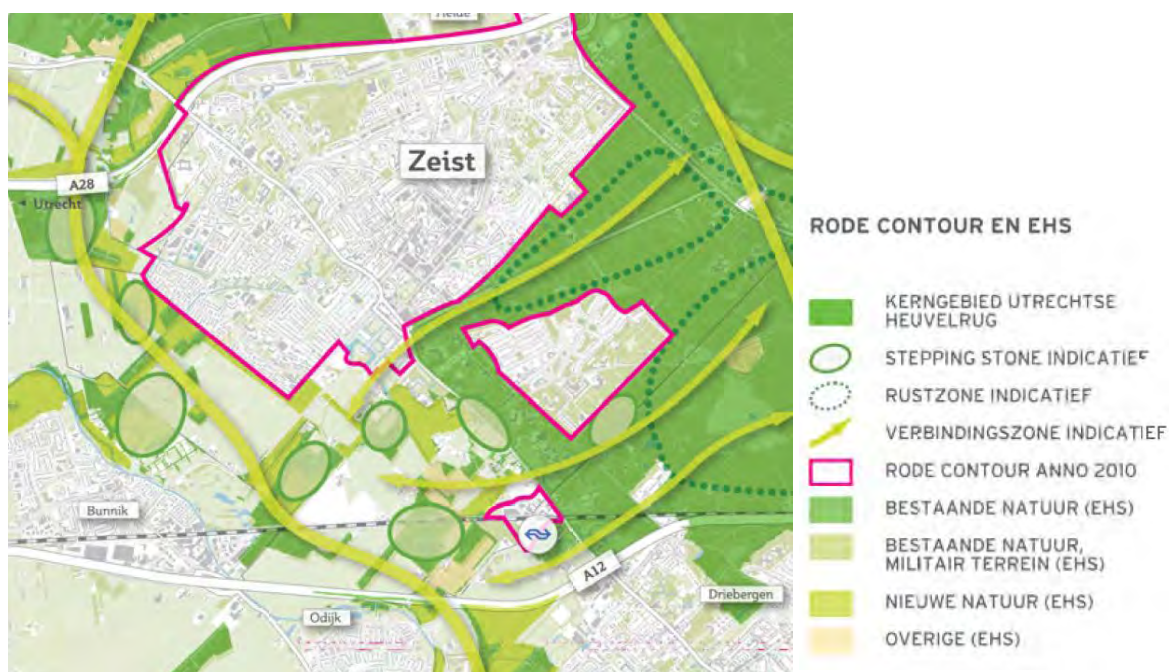 Heide
Zeist
A28
Utrecht
Bunnik
Odijk
A12
Driebergen
RODE CONTOUR EN EHS
KERNGEBIED UTRECHTSE
HEUVELRUG
STEPPING STONE INDICATIEF
RUSTZONE INDICATIEF
VERBINDINGSZONE INDICATIEF
RODE CONTOUR ANNO 2010
BESTAANDE NATUUR (EHS)
BESTAANDE NATUUR,
MILITAIR TERREIN (EHS)
NIEUWE NATUUR (EHS)
OVERIGE (EHS)